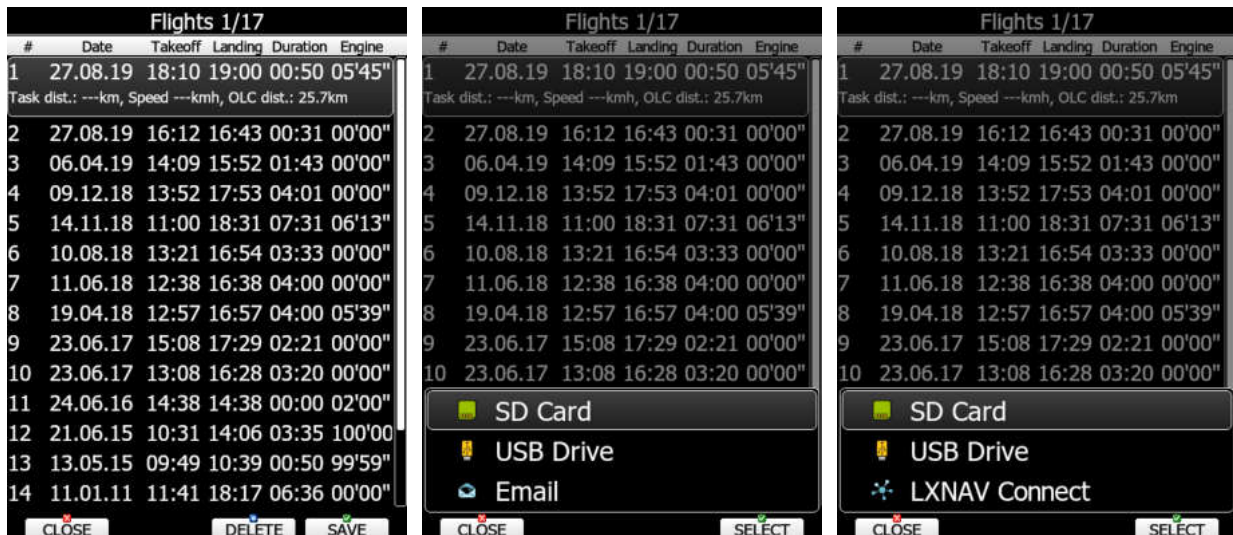 Flights 1/17
# Date Takeoff Landing Duration Engine
1 27.08.19 18:10 19:00 00:50 05'45"
Task dist.: ---km, Speed ---kmh, OLC dist.: 25.7km
2 27.08.19 16:12 16:43 00:31 00'00"
3 06.04.19 14:09 15:52 01:43 00'00"
4 09.12.18 13:52 17:53 04:01 00'00"
5 14.11.18 11:00 18:31 07:31 06'13"
6 10.08.18 13:21 16:54 03:33 00'00"
7 11.06.18 12:38 16:38 04:00 00'00"
8 19.04.18 12:57 16:57 04:00 05'39"
9 23.06.17 15:08 17:29 02:21 00'00"
10 23.06.17 13:08 16:28 03:20 00'00"
11 24.06.16 14:38 14:38 00:00 02'00"
12 21.06.15 10:31 14:06 03:35 100'00
13 13.05.15 09:49 10:39 00:50 99'59"
14 11.01.11 11:41 18:17 06:36 00'00"
CLOSE DELETE SAVE
Flights 1/17
# Date Takeoff Landing Duration Engine
1 27.08.19 18:10 19:00 00:50 05'45"
Task dist.: ---km, Speed ---kmh, OLC dist.: 25.7km
2 27.08.19 16:12 16:43 00:31 00'00"
3 06.04.19 14:09 15:52 01:43 00'00"
4 09.12.18 13:52 17:53 04:01 00'00"
5 14.11.18 11:00 18:31 07:31 06'13"
6 10.08.18 13:21 16:54 03:33 00'00"
7 11.06.18 12:38 16:38 04:00 00'00"
8 19.04.18 12:57 16:57 04:00 05'39"
9 23.06.17 15:08 17:29 02:21 00'00"
10 23.06.17 13:08 16:28 03:20 00'00"
SD Card
USB Drive
Email
CLOSE SELECT
Flights 1/17
# Date Takeoff Landing Duration Engine
1 27.08.19 18:10 19:00 00:50 05'45"
Task dist.: ---km, Speed ---kmh, OLC dist.: 25.7km
2 27.08.19 16:12 16:43 00:31 00'00"
3 06.04.19 14:09 15:52 01:43 00'00"
4 09.12.18 13:52 17:53 04:01 00'00"
5 14.11.18 11:00 18:31 07:31 06'13"
6 10.08.18 13:21 16:54 03:33 00'00"
7 11.06.18 12:38 16:38 04:00 00'00"
8 19.04.18 12:57 16:57 04:00 05'39"
9 23.06.17 15:08 17:29 02:21 00'00"
10 23.06.17 13:08 16:28 03:20 00'00"
SD Card
USB Drive
LXNAV Connect
CLOSE SELECT